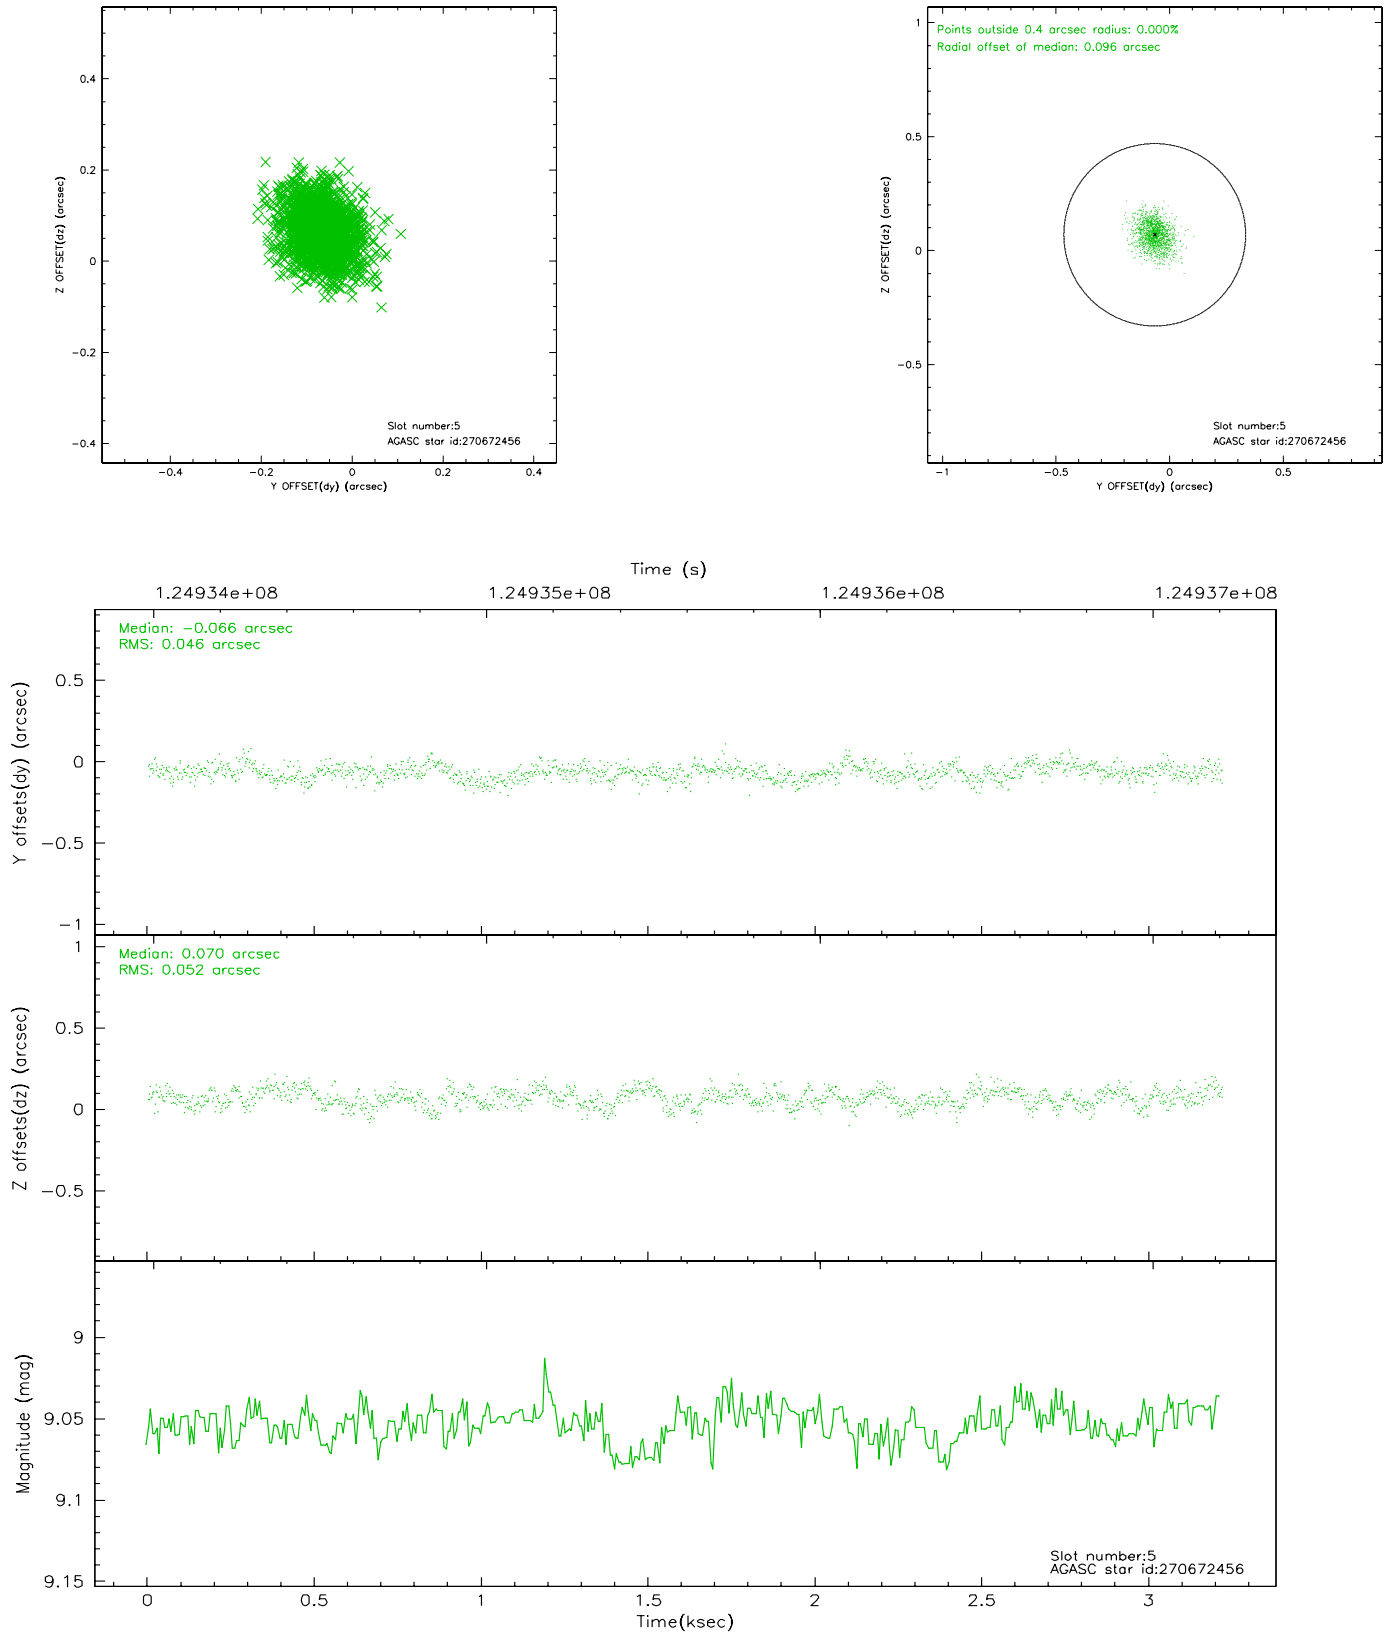 0.4
0.2
0
−0.2
−0.4
Z OFFSET(dz) (arcsec)
Slot number:5
AGASC star id:270672456
−0.4 −0.2 0 0.2 0.4
Y OFFSET(dy) (arcsec)
Points outside 0.4 arcsec radius: 0.000%
Radial offset of median: 0.096 arcsec
1
0.5
0
−0.5
Z OFFSET(dz) (arcsec)
Slot number:5
AGASC star id:270672456
−1 −0.5 0 0.5
Y OFFSET(dy) (arcsec)
Time (s)
1.24934e+08 1.24935e+08 1.24936e+08 1.24937e+08
Median: −0.066 arcsec
RMS: 0.046 arcsec
0.5
0
−0.5
−1
Y offsets(dy) (arcsec)
Median: 0.070 arcsec
RMS: 0.052 arcsec
1
0.5
0
−0.5
Z offsets(dz) (arcsec)
9
9.05
9.1
9.15
Magnitude (mag)
Slot number:5
AGASC star id:270672456
0 0.5 1 1.5 2 2.5 3
Time(ksec)